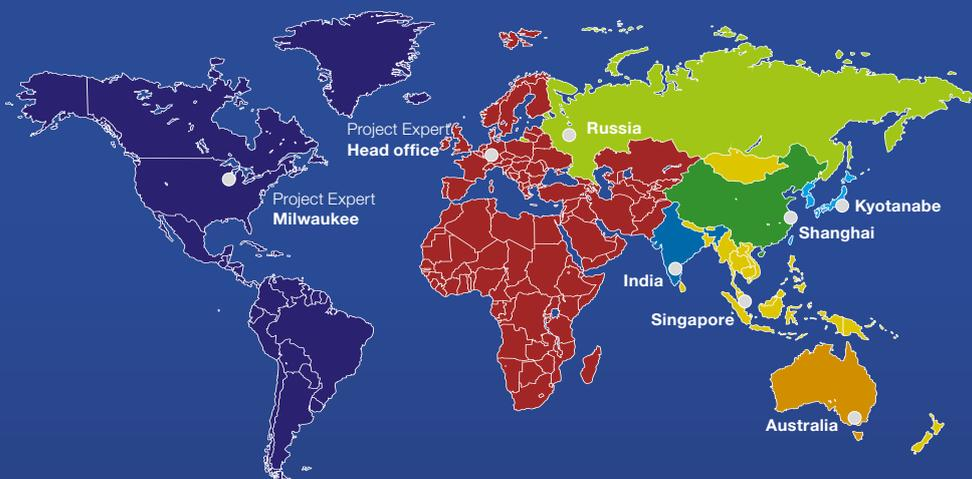 Project Expert
Head office
Russia
Project Expert
Milwaukee
Kyotanabe
Shanghai
India
Singapore
Australia